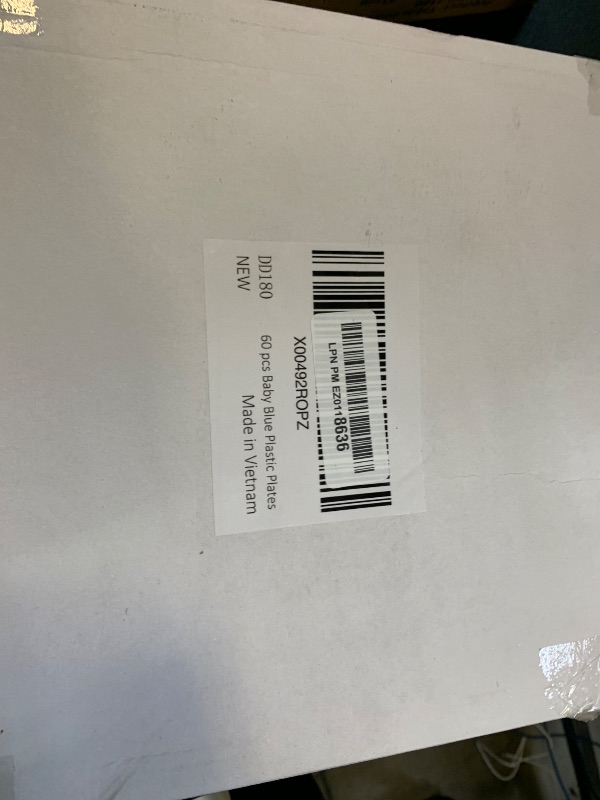 LPN PM EZ0118636
X00492ROPZ
DD180 60 pcs Baby Blue Plastic Plates
NEW
Made in Vietnam